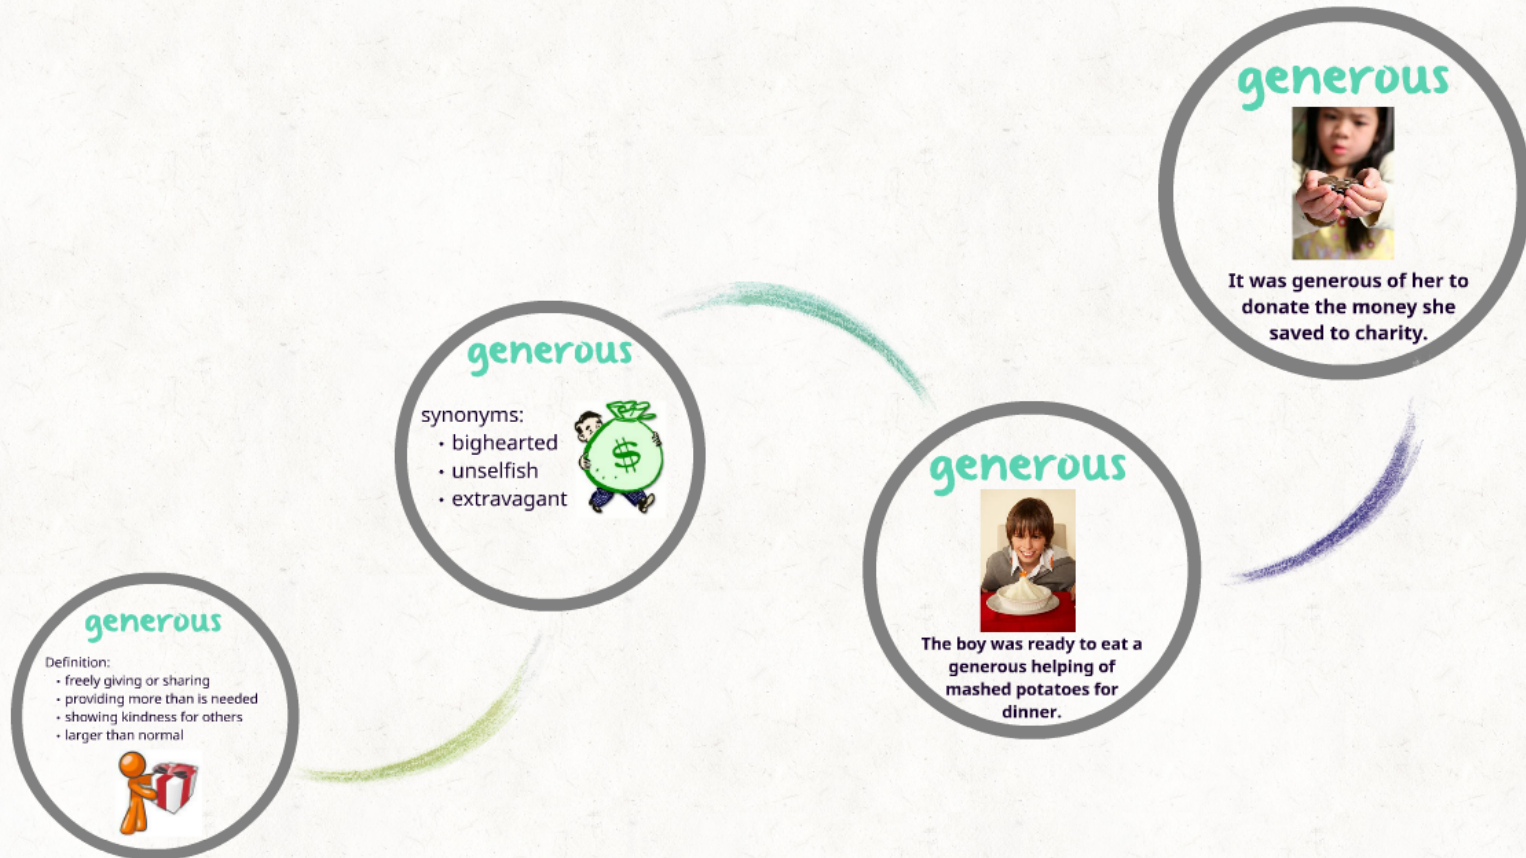 generous
Definition:
• freely giving or sharing
• providing more than is needed
• showing kindness for others
• larger than normal
generous
synonyms:
• bighearted
• unselfish
• extravagant
$
generous
The boy was ready to eat a
generous helping of
mashed potatoes for
dinner.
generous
It was generous of her to
donate the money she
saved to charity.